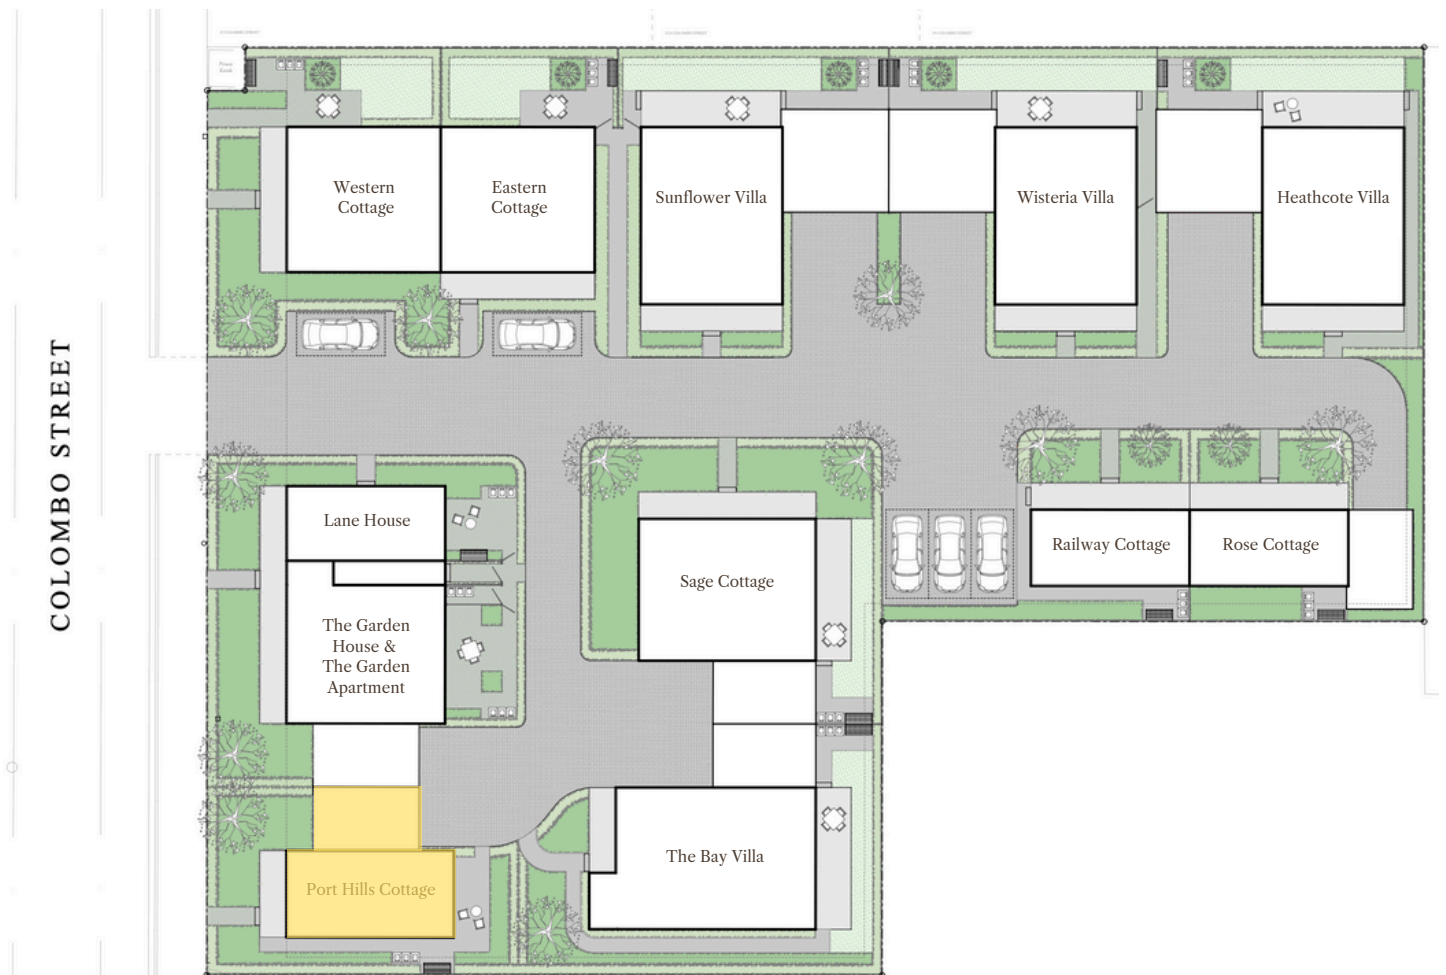 Western
Cottage
Eastern
Cottage
Sunflower Villa
Wisteria Villa
Heathcote Villa
COLOMBO STREET
Lane House
Railway Cottage
Rose Cottage
Sage Cottage
The Garden
House &
The Garden
Apartment
The Bay Villa
Port Hills Cottage